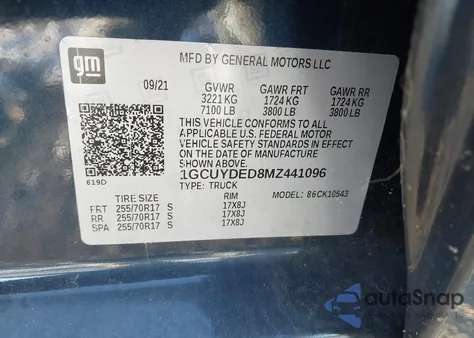 gm
MFD BY GENERAL MOTORS LLC
09/21
GVWR GAWR FRT GAWR RR
3221 KG 1724 KG 1724 KG
7100 LB 3800 LB 3800 LB
THIS VEHICLE CONFORMS TO ALL
APPLICABLE U.S. FEDERAL MOTOR
VEHICLE SAFETY STANDARDS IN EFFECT
ON THE DATE OF MANUFACTURE
SHOWN ABOVE.
619D
1GCUYDED8MZ441096
TYPE: TRUCK
MODEL: 86CK10543
TIRE SIZE RIM
FRT 255/70R17 S 17X8J
RR 255/70R17 S 17X8J
SPA 255/70R17 S 17X8J
autoSnap